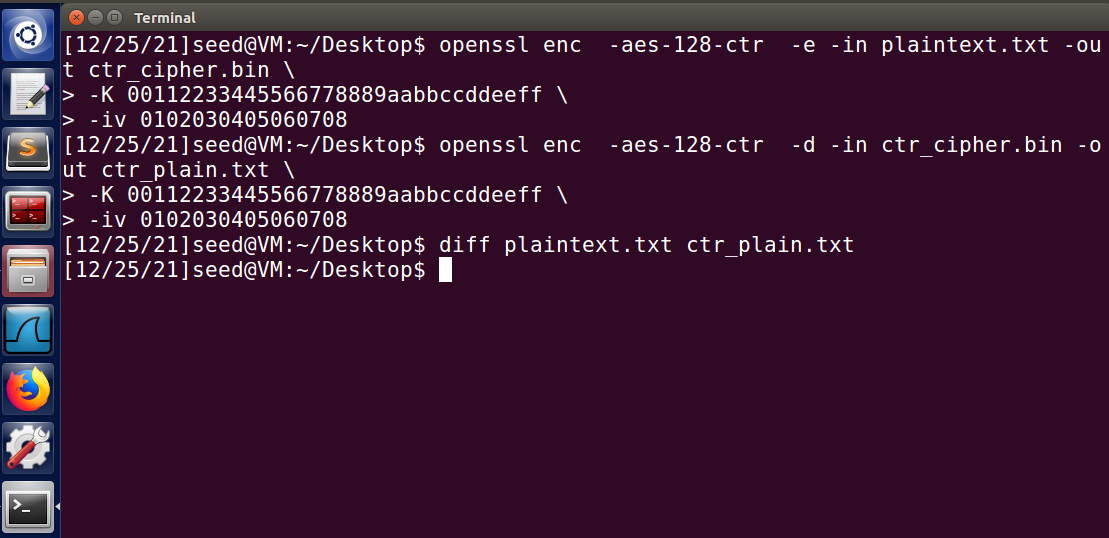 Terminal
[12/25/21]seed@VM:~/Desktop$ openssl enc  -aes-128-ctr  -e -in plaintext.txt -ou
t ctr_cipher.bin \
> -K 00112233445566778889aabbccddeeff \
> -iv 0102030405060708
[12/25/21]seed@VM:~/Desktop$ openssl enc  -aes-128-ctr  -d -in ctr_cipher.bin -o
ut ctr_plain.txt \
> -K 00112233445566778889aabbccddeeff \
> -iv 0102030405060708
[12/25/21]seed@VM:~/Desktop$ diff plaintext.txt ctr_plain.txt
[12/25/21]seed@VM:~/Desktop$